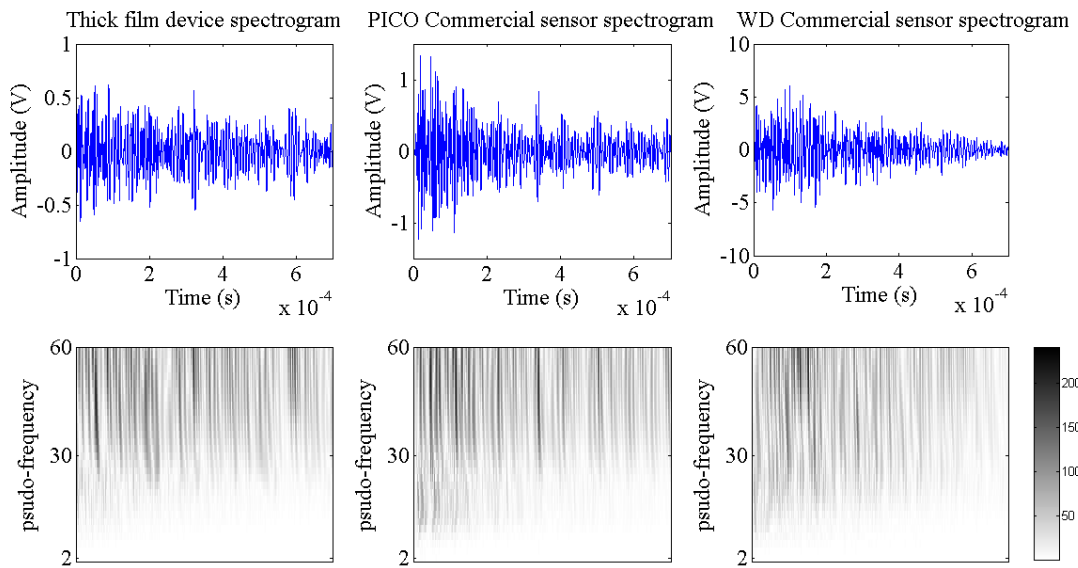 Thick film device spectrogram
PICO Commercial sensor spectrogram
WD Commercial sensor spectrogram
1
0.5
0
-0.5
-1
Amplitude (V)
0
2
4
6
Time (s)
x 10-4
1
0
-1
Amplitude (V)
0
2
4
6
Time (s)
x 10-4
10
5
0
-5
-10
Amplitude (V)
0
2
4
6
Time (s)
x 10-4
60
30
2
psudo-frequency
60
30
2
psudo-frequency
60
30
2
psudo-frequency
200
150
100
50